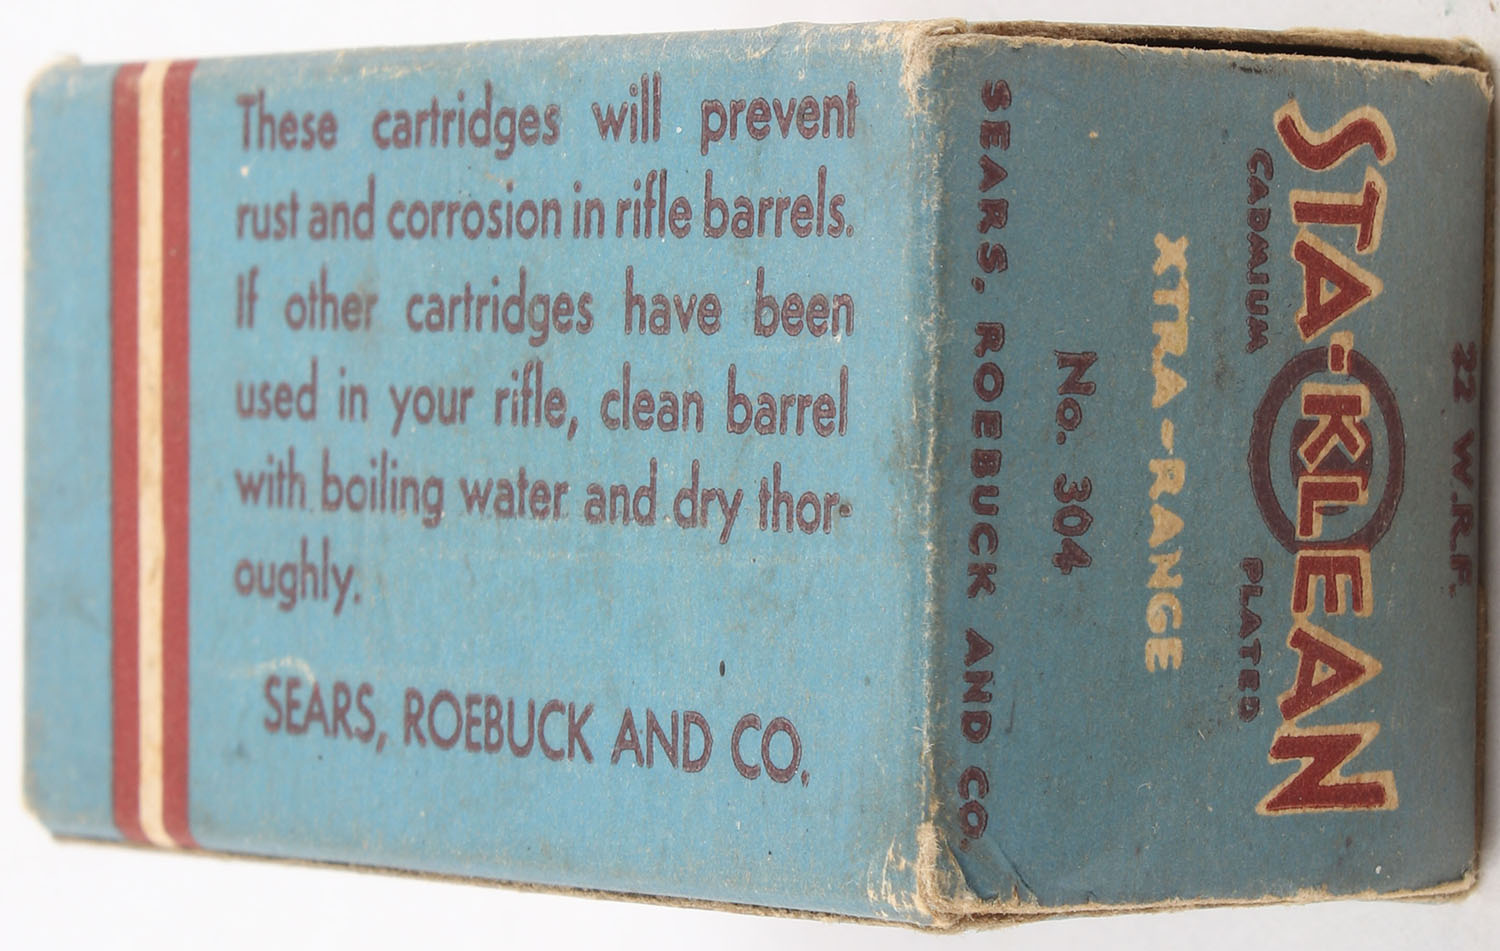 These cartridges will prevent
rust and corrosion in rifle barrels.
If other cartridges have been
used in your rifle, clean barrel
with boiling water and dry thor-
oughly.
SEARS, ROEBUCK AND CO.
22 W.R.F.
STA-KLEAN
CADMIUM PLATED
XTRA-RANGE
No. 304
SEARS, ROEBUCK AND CO.